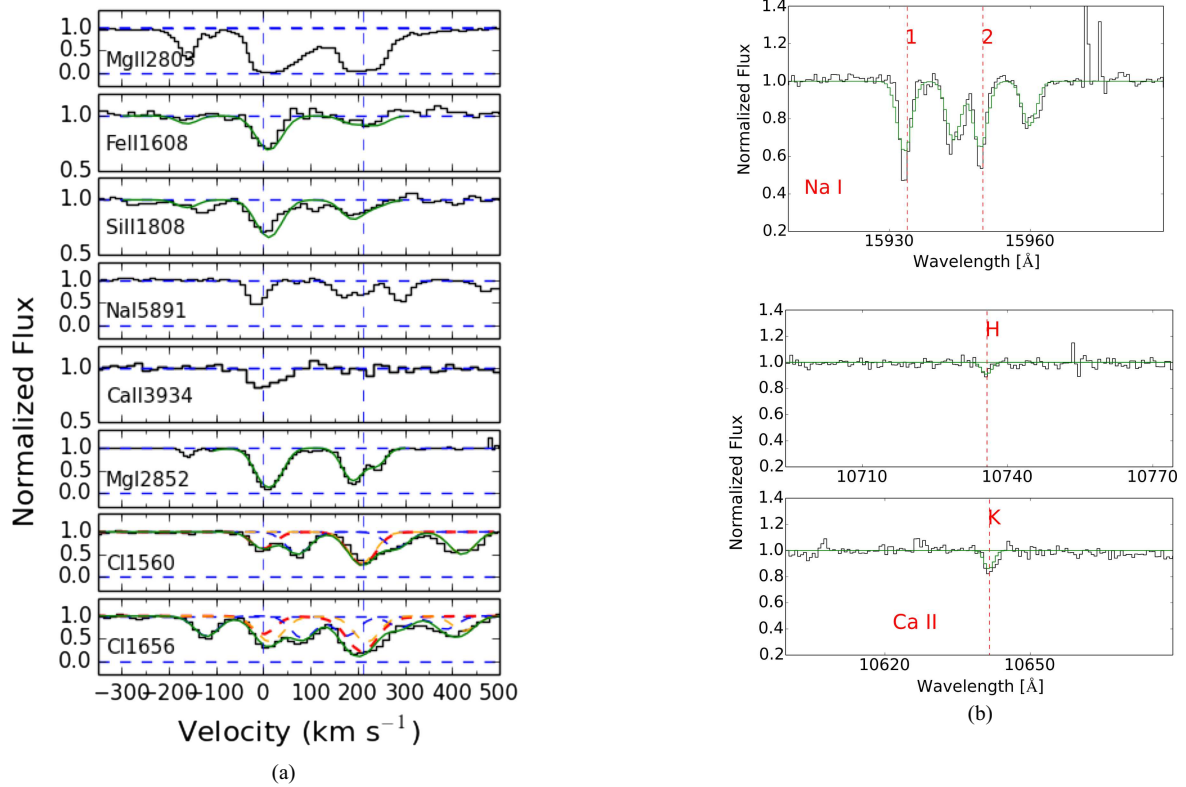 Normalized Flux
1.0
0.5
0.0
MgII2803
1.0
0.5
FeII1608
1.0
0.5
SiII1808
1.0
0.5
0.0
NaI5891
1.0
0.5
CaII3934
1.0
0.5
0.0
MgI2852
1.0
0.5
0.0
CI1560
1.0
0.5
0.0
CI1656
−300 −200 −100 0 100 200 300 400 500
Velocity (km s⁻¹)
(a)
Normalized Flux
1.4
1.2
1.0
0.8
0.6
0.4
0.2
1 2
Na I
15930 15960
Wavelength [Å]
Normalized Flux
1.4
1.2
1.0
0.8
0.6
0.4
0.2
H
10710 10740 10770
1.4
1.2
1.0
0.8
0.6
0.4
0.2
K
Ca II
10620 10650
Wavelength [Å]
(b)